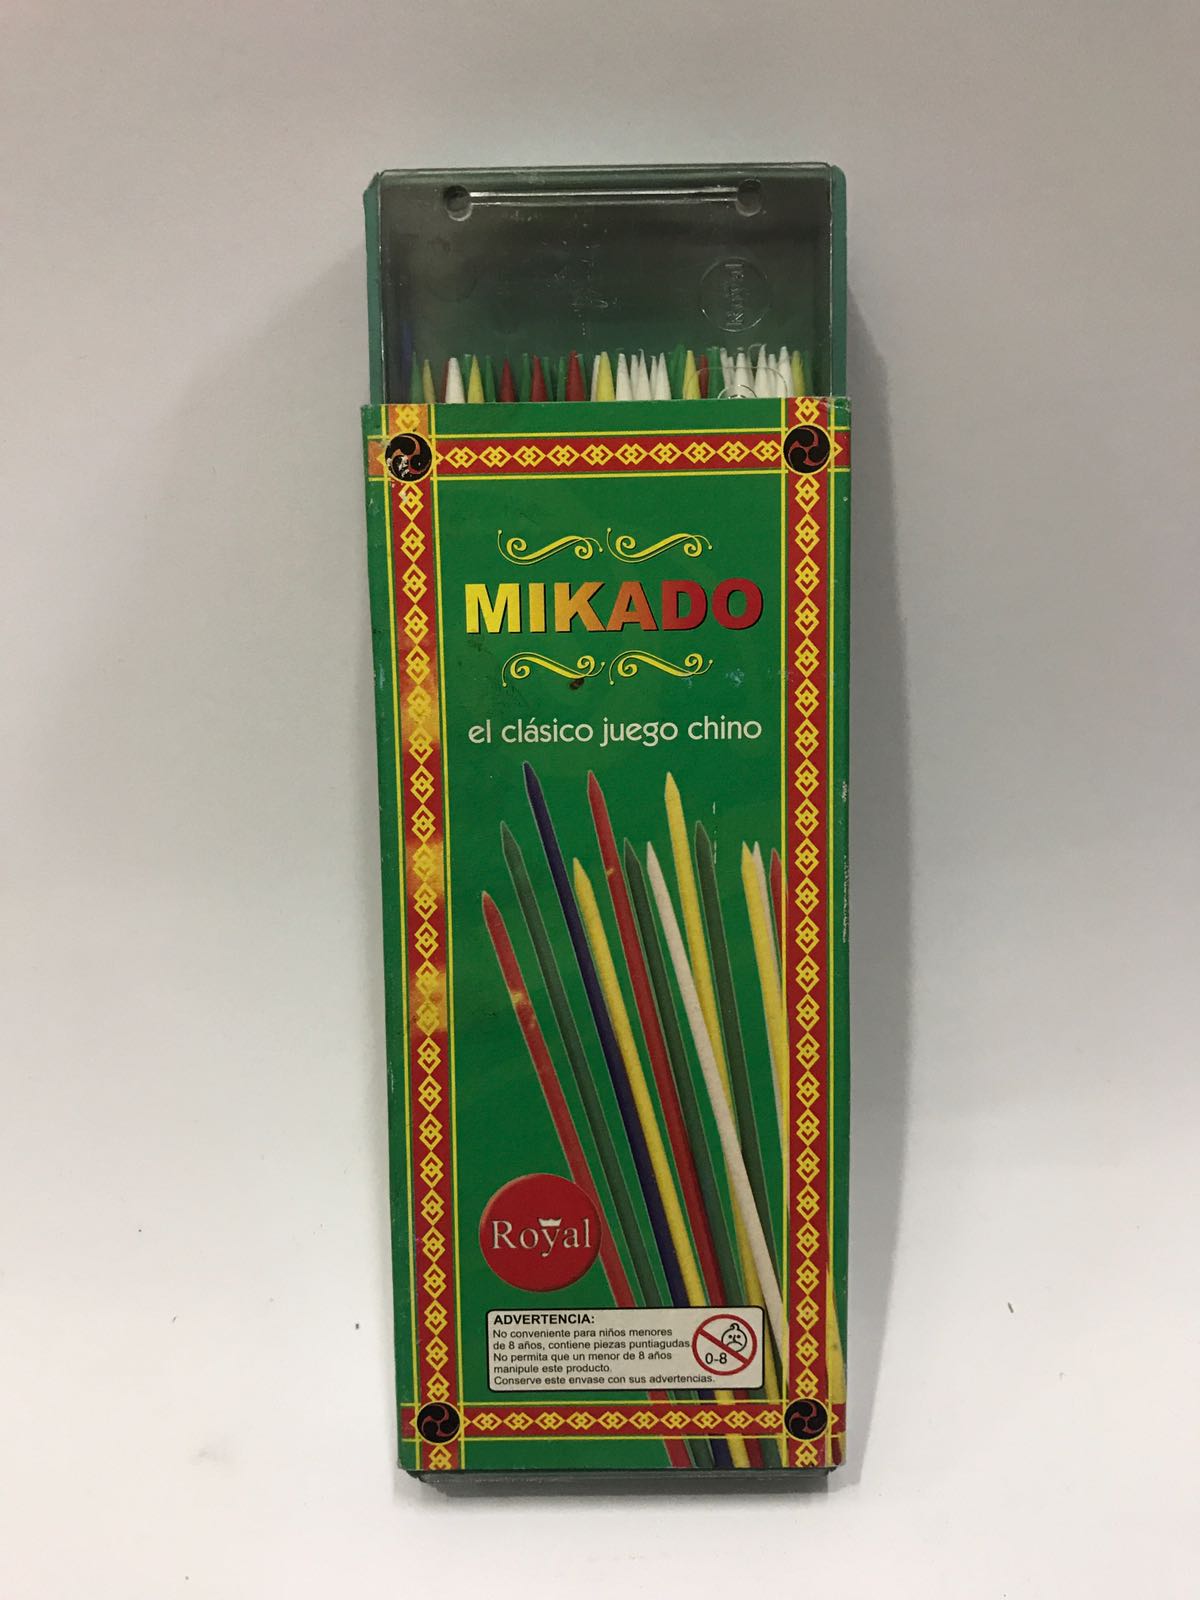 Royal
MIKADO
el clásico juego chino
Royal
ADVERTENCIA:
No conveniente para niños menores
de 8 años, contiene piezas puntiagudas.
No permita que un menor de 8 años
manipule este producto.
Conserve este envase con sus advertencias.
0-8